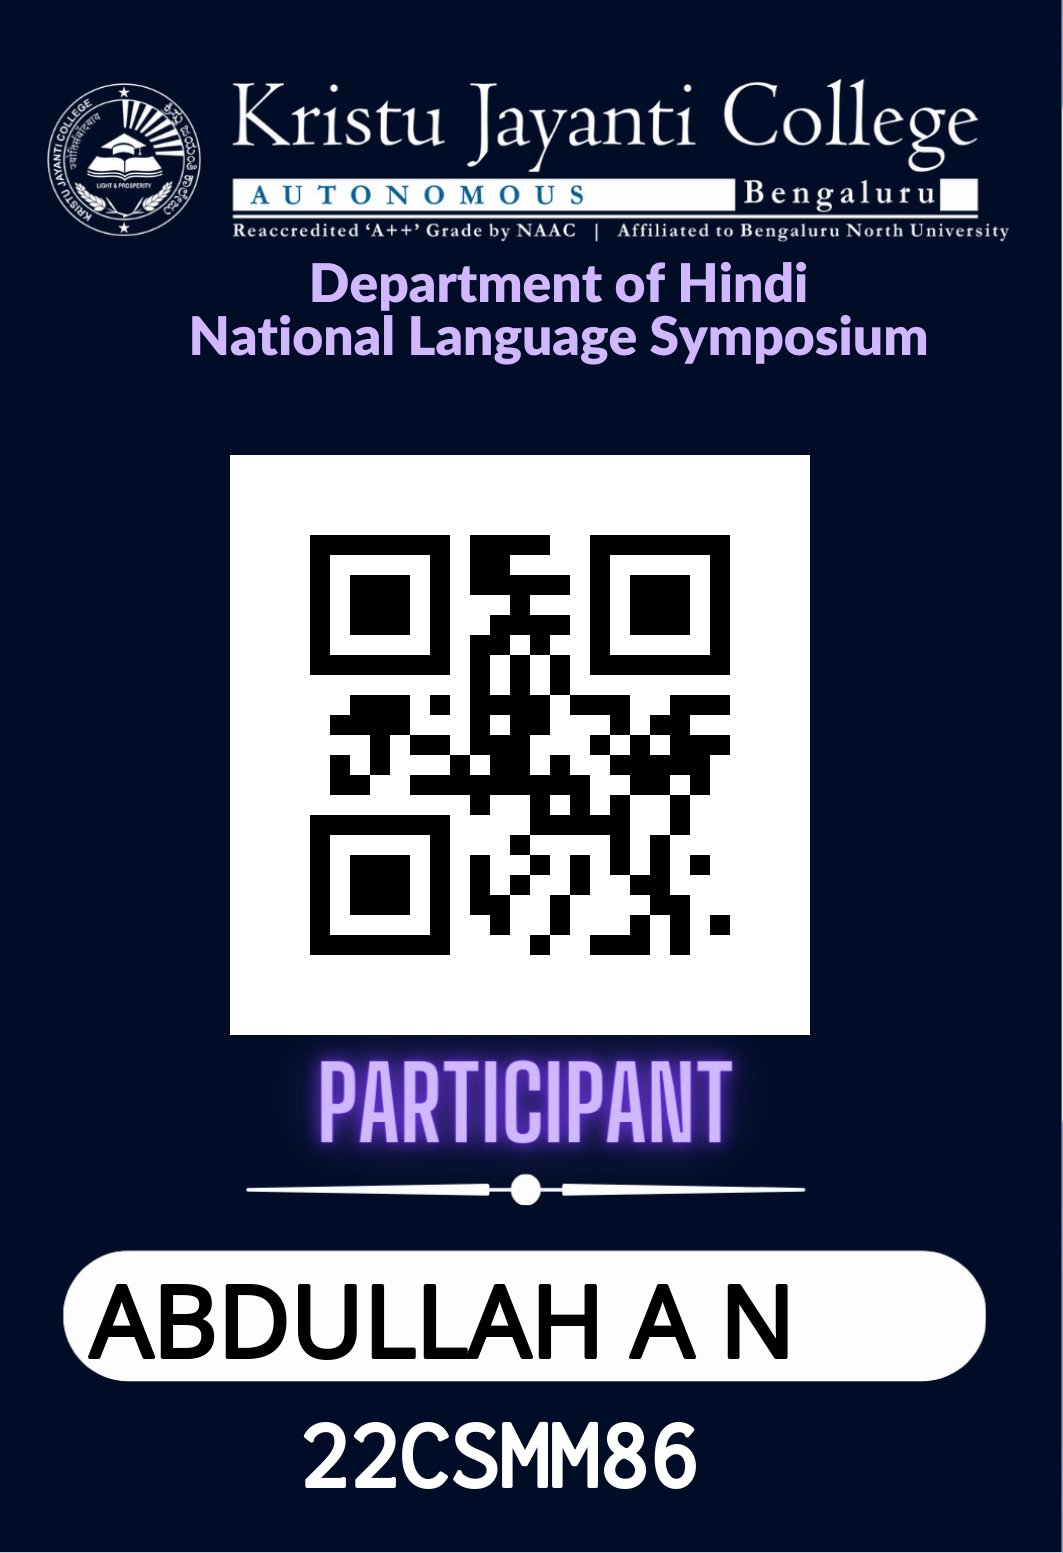 Kristu Jayanti College
AUTONOMOUS Bengaluru
Reaccredited ‘A++’ Grade by NAAC | Affiliated to Bengaluru North University
KRISTU JAYANTI COLLEGE
LIGHT & PROSPERITY
Department of Hindi
National Language Symposium
PARTICIPANT
ABDULLAH A N
22CSMM86